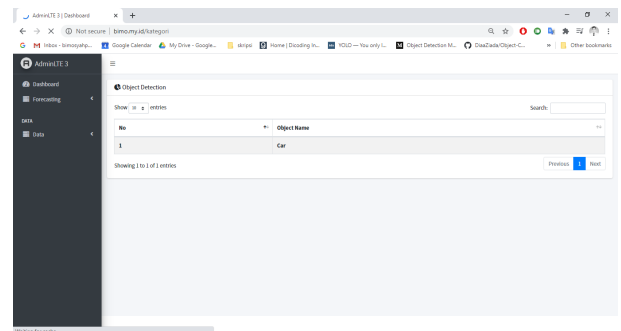 AdminLTE 3 | Dashboard
Not secure | bimo.my.id/kategori
M Inbox - bimosyahp...
Google Calendar
My Drive - Google...
skripsi
Home | Dicoding In...
YOLO — You only L...
Object Detection M...
DiaaZiada/Object-C...
Other bookmarks
AdminLTE 3
Dashboard
Forecasting
DATA
Data
Object Detection
Show 10 entries
Search:
No
Object Name
1
Car
Showing 1 to 1 of 1 entries
Previous 1 Next